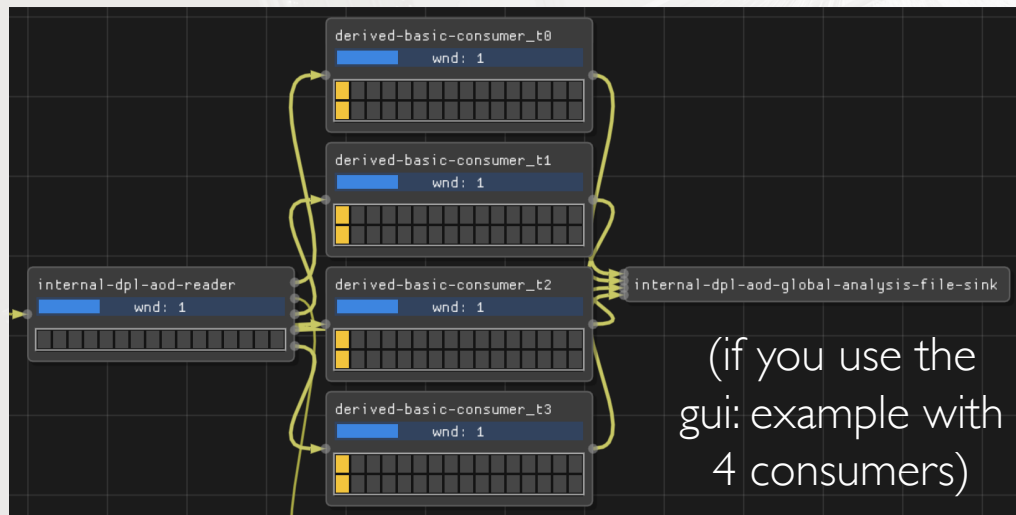 derived-basic-consumer_t0
wnd: 1
derived-basic-consumer_t1
wnd: 1
internal-dpl-aod-reader
wnd: 1
derived-basic-consumer_t2
wnd: 1
internal-dpl-aod-global-analysis-file-sink
derived-basic-consumer_t3
wnd: 1
(if you use the
gui: example with
4 consumers)